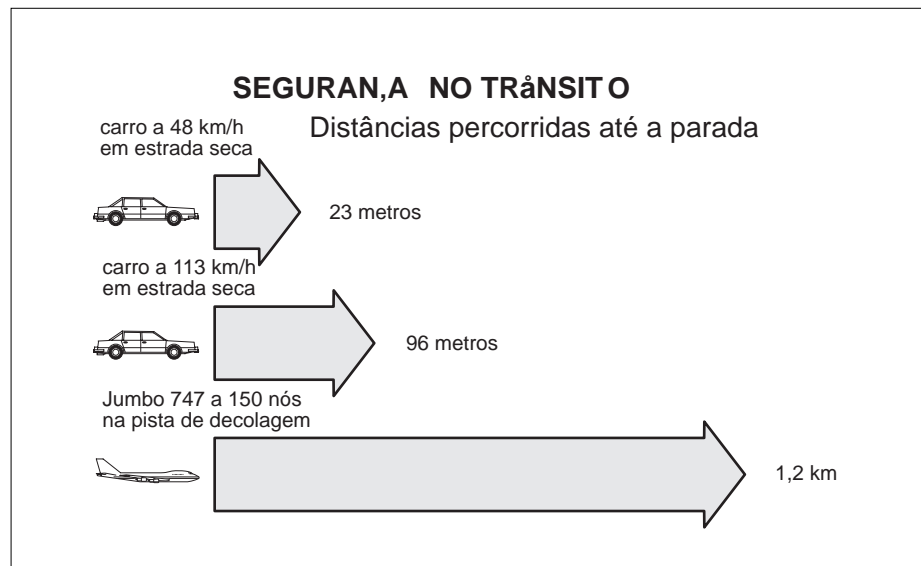 SEGURAN,A NO TRåNSITO
Distâncias percorridas até a parada
carro a 48 km/h
em estrada seca
23 metros
carro a 113 km/h
em estrada seca
96 metros
Jumbo 747 a 150 nós
na pista de decolagem
1,2 km